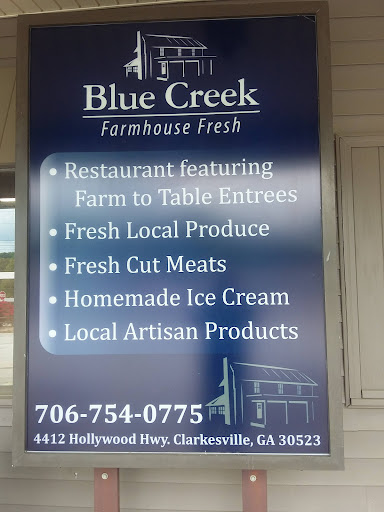 Blue Creek
Farmhouse Fresh
• Restaurant featuring
Farm to Table Entrees
• Fresh Local Produce
• Fresh Cut Meats
• Homemade Ice Cream
• Local Artisan Products
706-754-0775
4412 Hollywood Hwy. Clarkesville, GA 30523